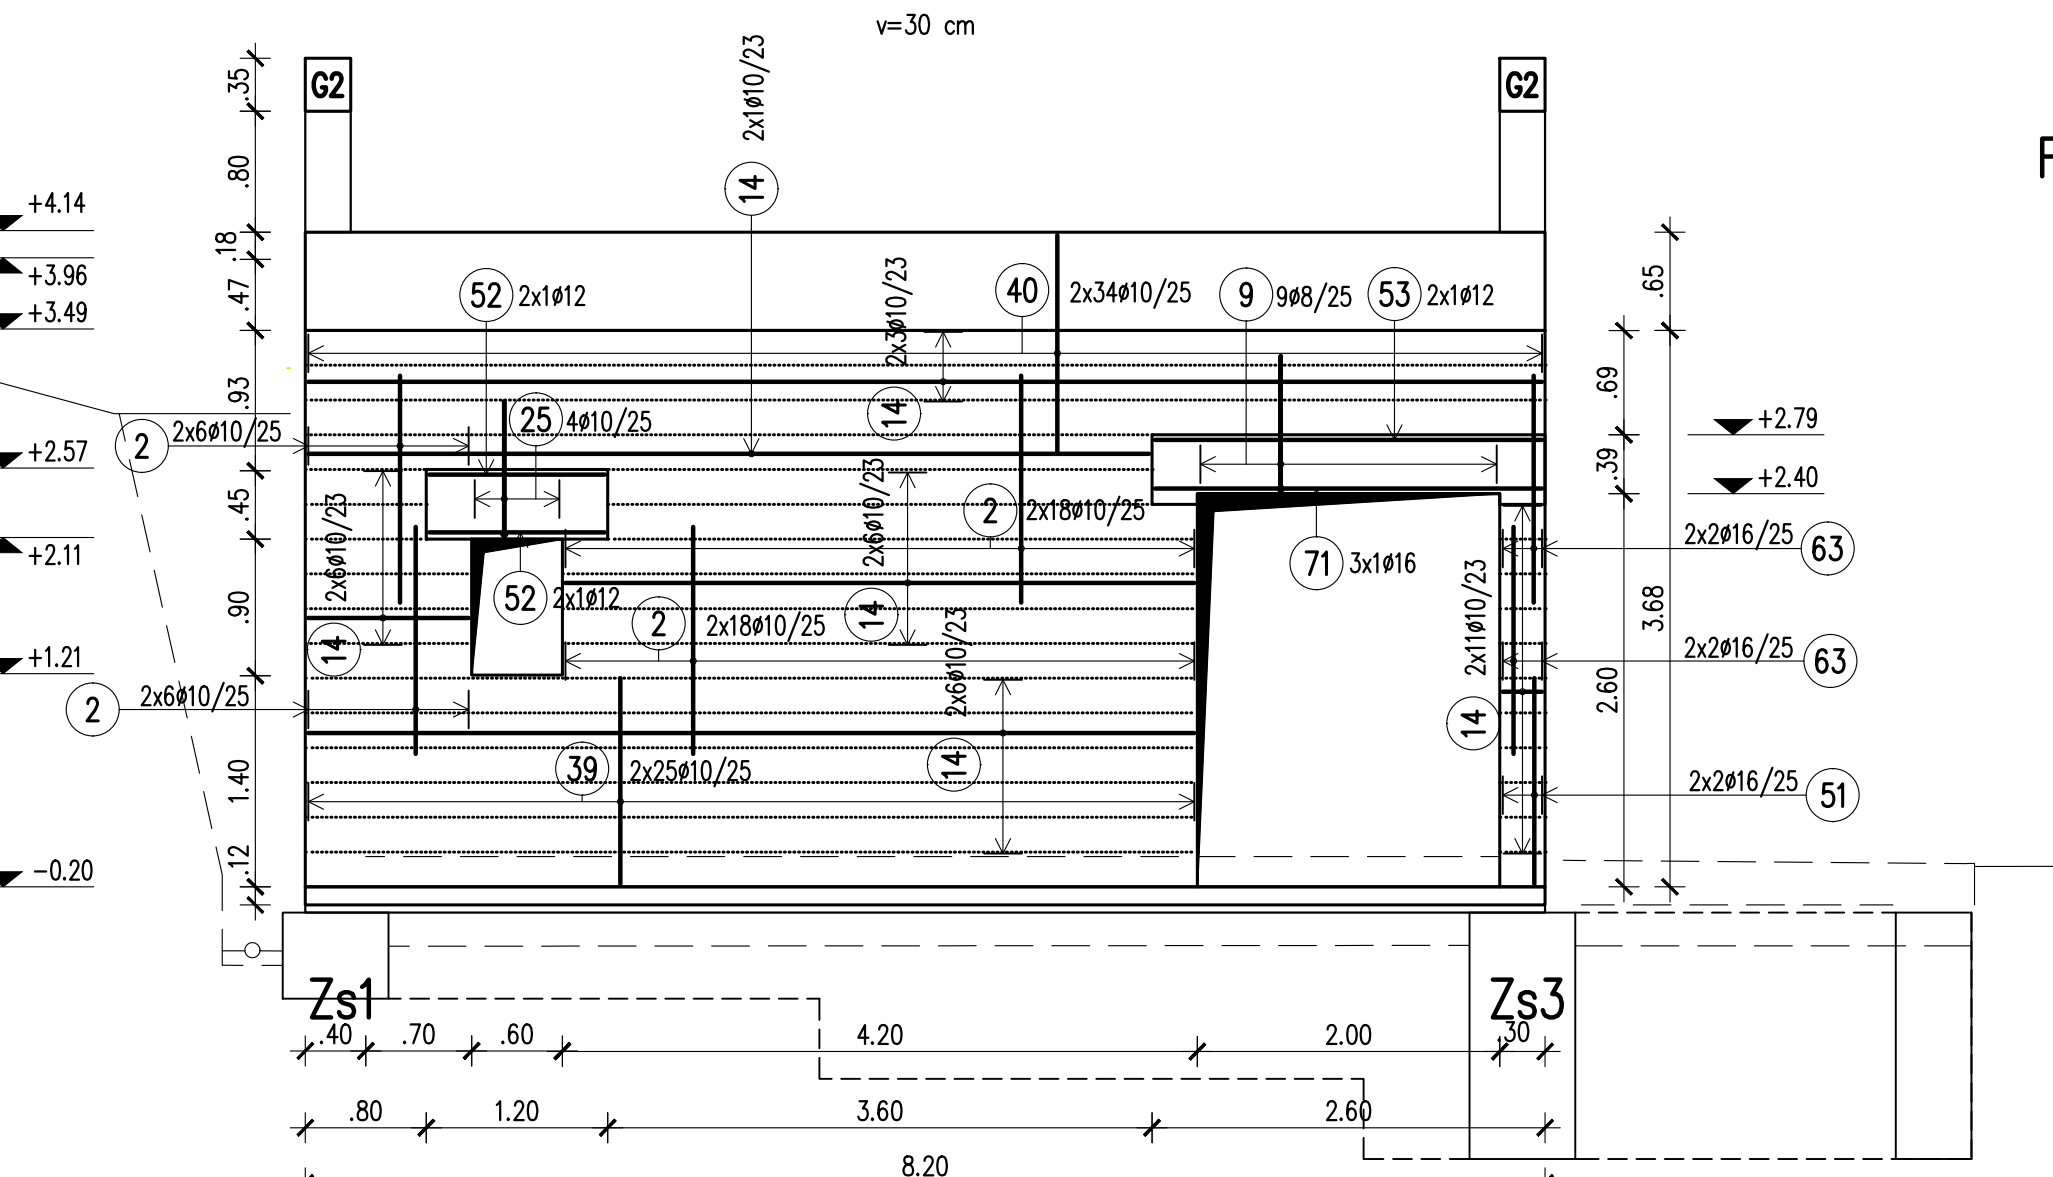 v=30 cm
2x1ø10/23
14
G2
G2
F
.35
.80
.18
.47
.93
.45
.90
1.40
.12
+4.14
+3.96
+3.49
+2.57
+2.11
+1.21
-0.20
52 2x1ø12
2x3ø10/23
14
40 2x34ø10/25
9 9ø8/25
53 2x1ø12
.65
.69
.39
2.60
3.68
+2.79
+2.40
2 2x6ø10/25
25 4ø10/25
2x6ø10/23
14
2x6ø10/23
14
2 2x18ø10/25
52 2x1ø12
2 2x18ø10/25
71 3x1ø16
2x11ø10/23
14
2x2ø16/25 63
2x2ø16/25 63
2 2x6ø10/25
2x6ø10/23
14
39 2x25ø10/25
2x2ø16/25 51
Zs1
Zs3
.40 .70 .60 4.20 2.00 .30
.80 1.20 3.60 2.60
8.20